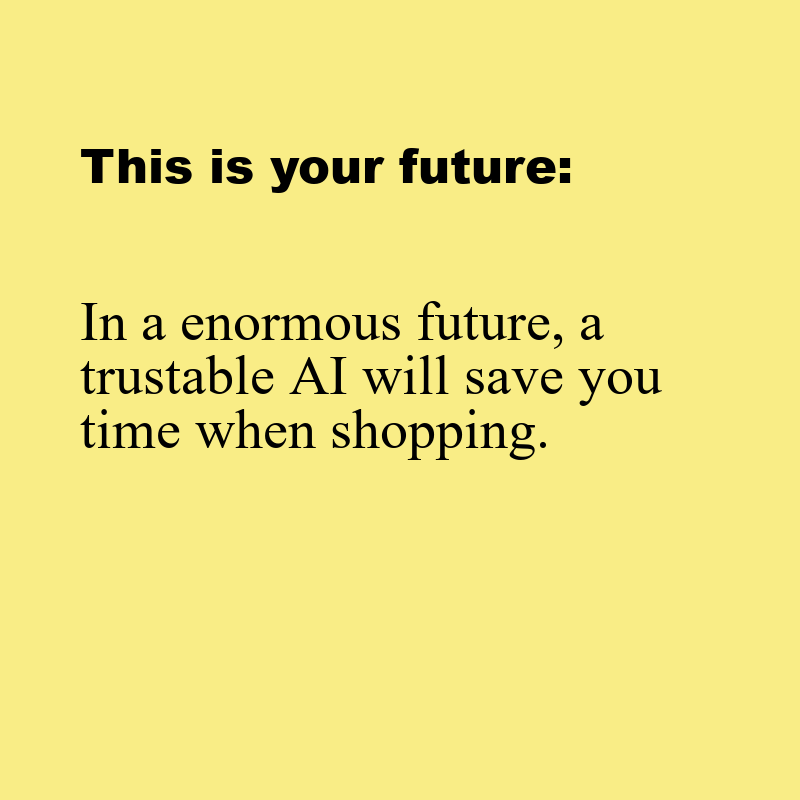 This is your future:
In a enormous future, a
trustable AI will save you
time when shopping.